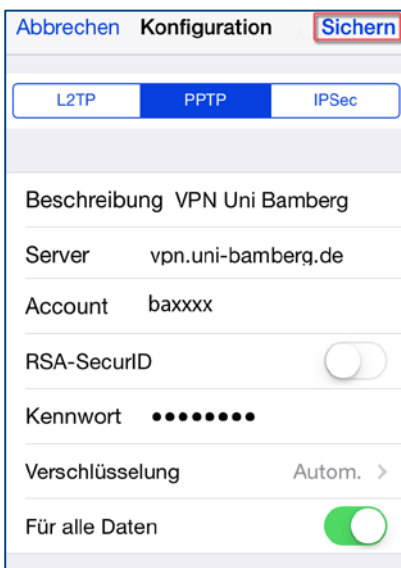 Abbrechen Konfiguration Sichern
L2TP PPTP IPSec
Beschreibung VPN Uni Bamberg
Server vpn.uni-bamberg.de
Account baxxxx
RSA-SecurID
Kennwort ••••••••
Verschlüsselung Autom. >
Für alle Daten